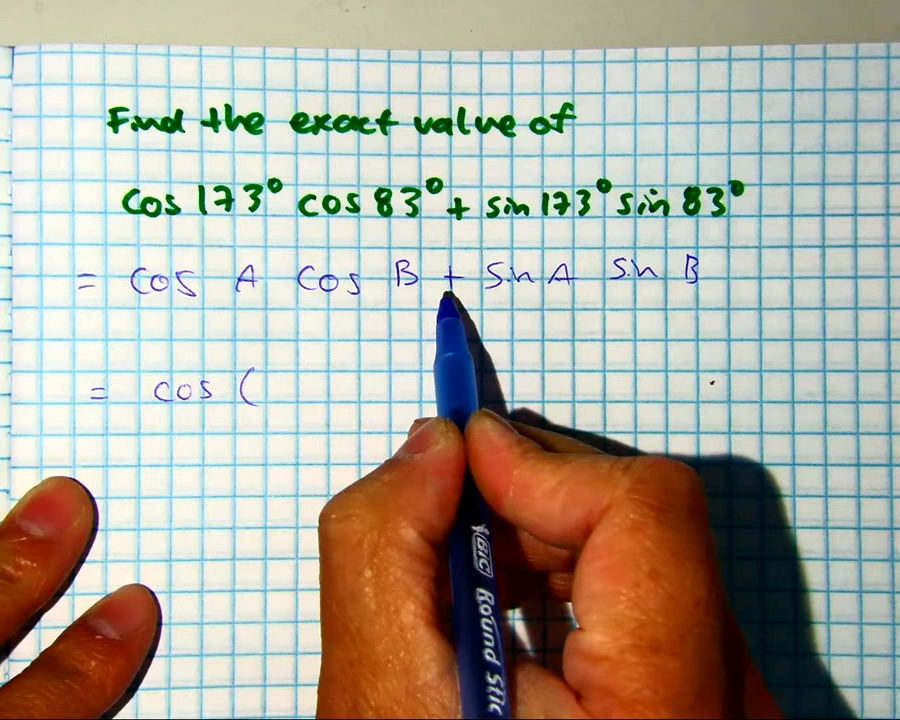 Find the exact value of
cos 173° cos 83° + sin 173° sin 83°
= cos A cos B + sin A sin B
= cos (
BIC Round Stic